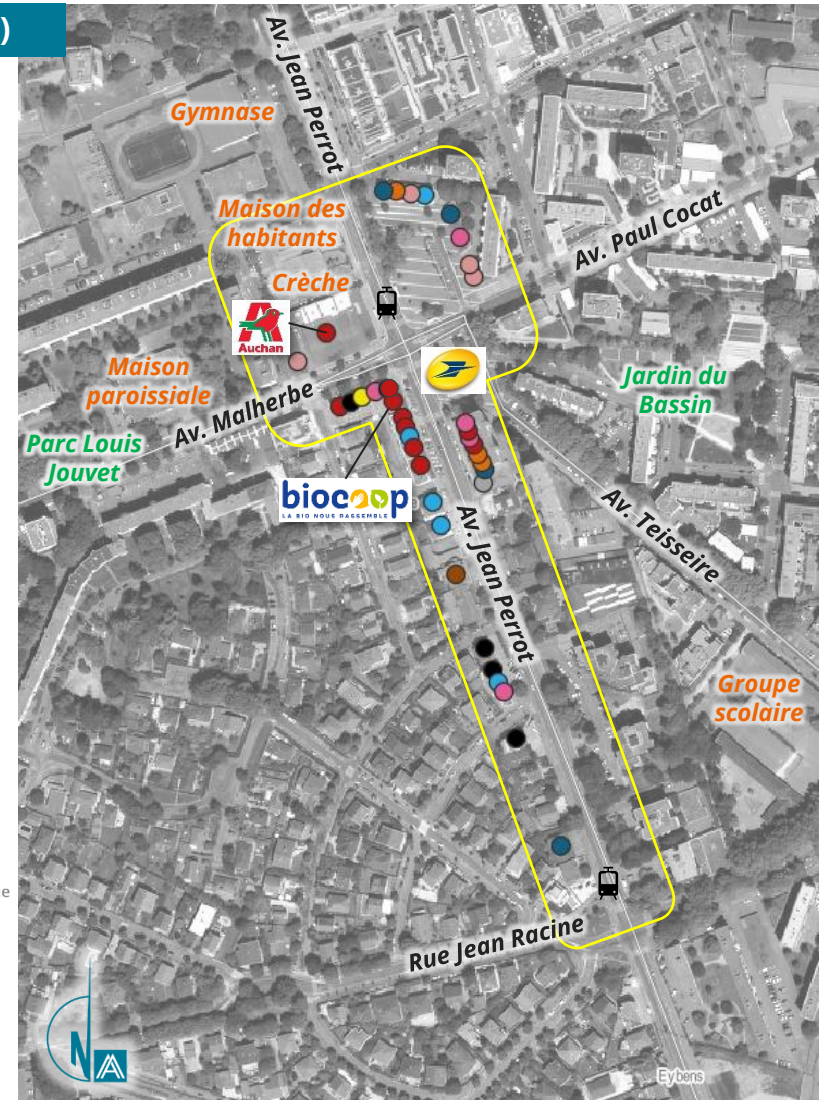 )
Av. Jean Perrot
Gymnase
Maison des
habitants
Av. Paul Cocat
Crèche
Auchan
Maison
paroissiale
Av. Malherbe
Jardin du
Bassin
Parc Louis
Jouvet
biocoop
LA BIO NOUS RASSEMBLE
Av. Teisseire
Av. Jean Perrot
Groupe
scolaire
e
Rue Jean Racine
N
Eybens